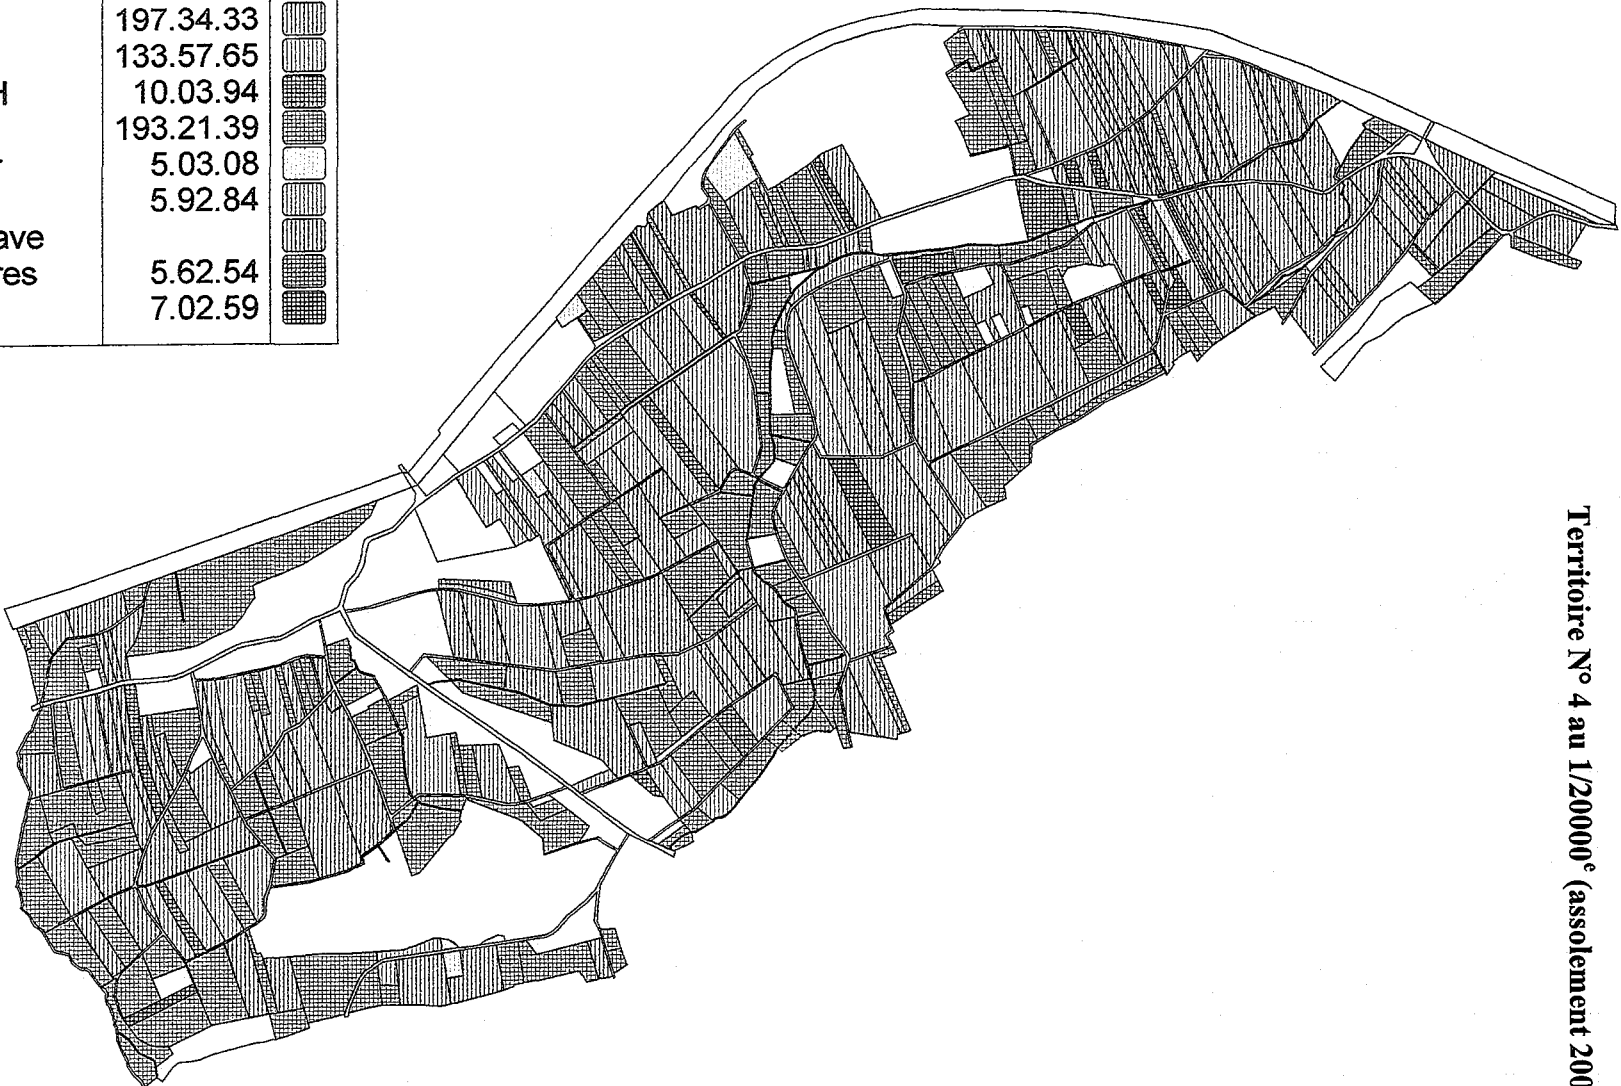 197.34.33
133.57.65
H 10.03.94
193.21.39
5.03.08
5.92.84
ave
res 5.62.54
7.02.59
Territoire N° 4 au 1/20000e (assolement 200